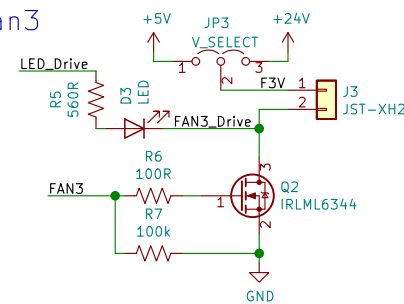 an3
+5V
JP3
+24V
V_SELECT
LED_Drive
1
3
2
F3V
1
J3
2
JST-XH2
R5
560R
D3
LED
FAN3_Drive
R6
100R
3
Q2
FAN3
1
IRLML6344
R7
100k
2
GND